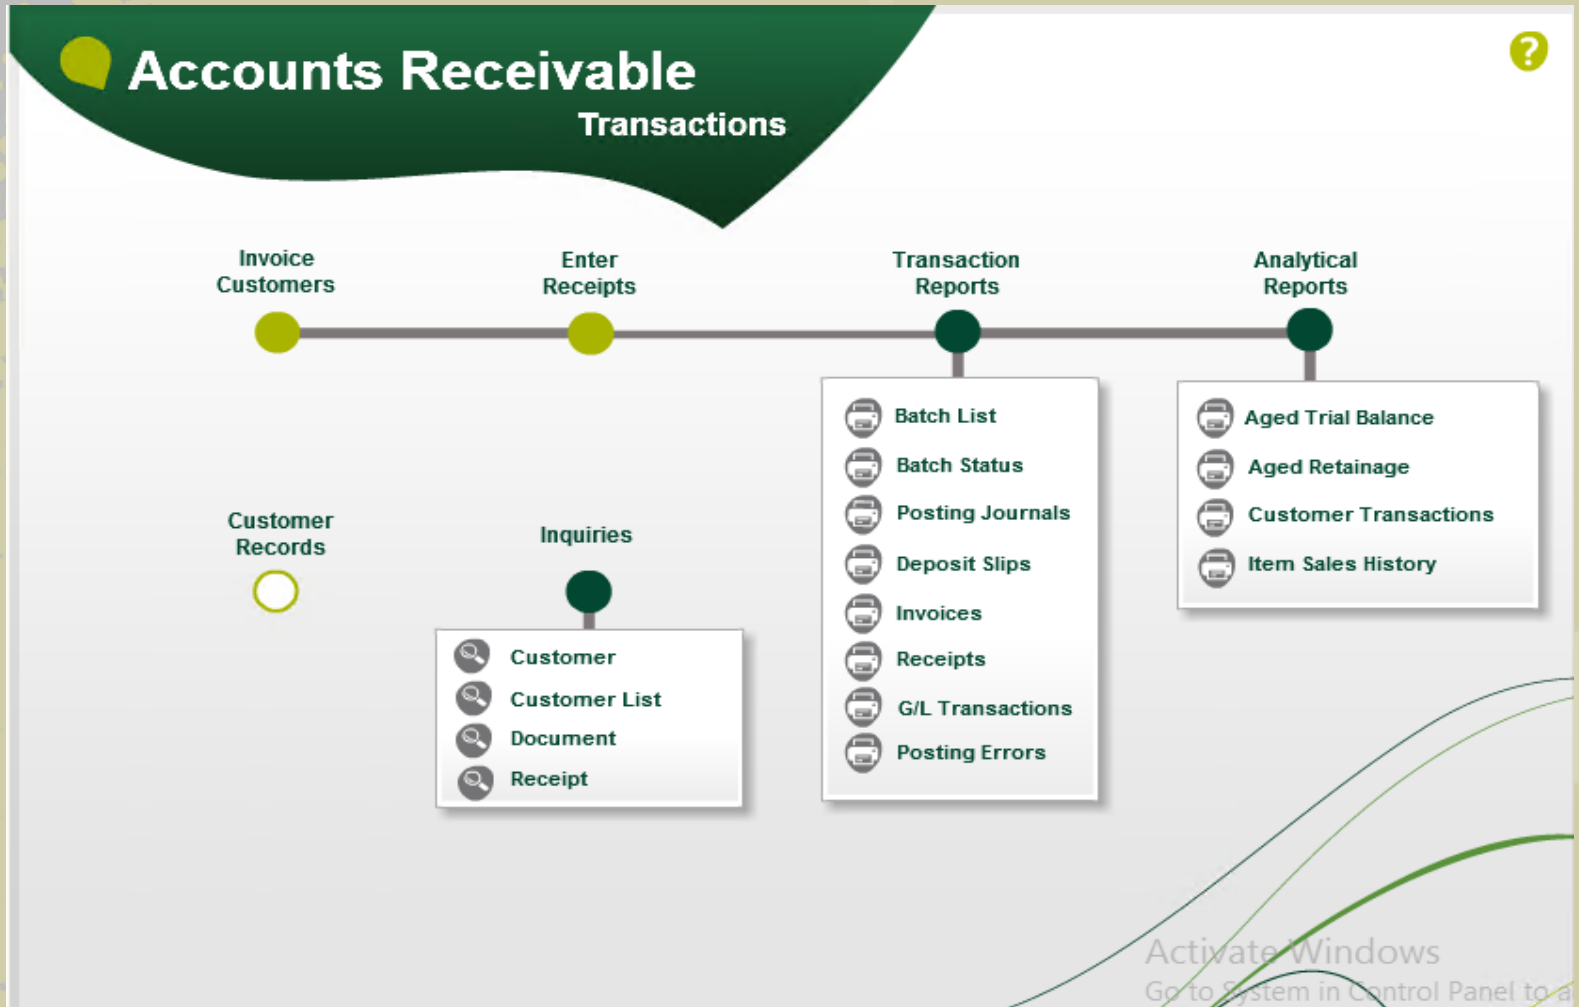 Accounts Receivable
Transactions
?
Invoice
Customers
Enter
Receipts
Transaction
Reports
Analytical
Reports
Batch List
Batch Status
Posting Journals
Deposit Slips
Invoices
Receipts
G/L Transactions
Posting Errors
Aged Trial Balance
Aged Retainage
Customer Transactions
Item Sales History
Customer
Records
Inquiries
Customer
Customer List
Document
Receipt
Activate Windows
Go to System in Control Panel to a